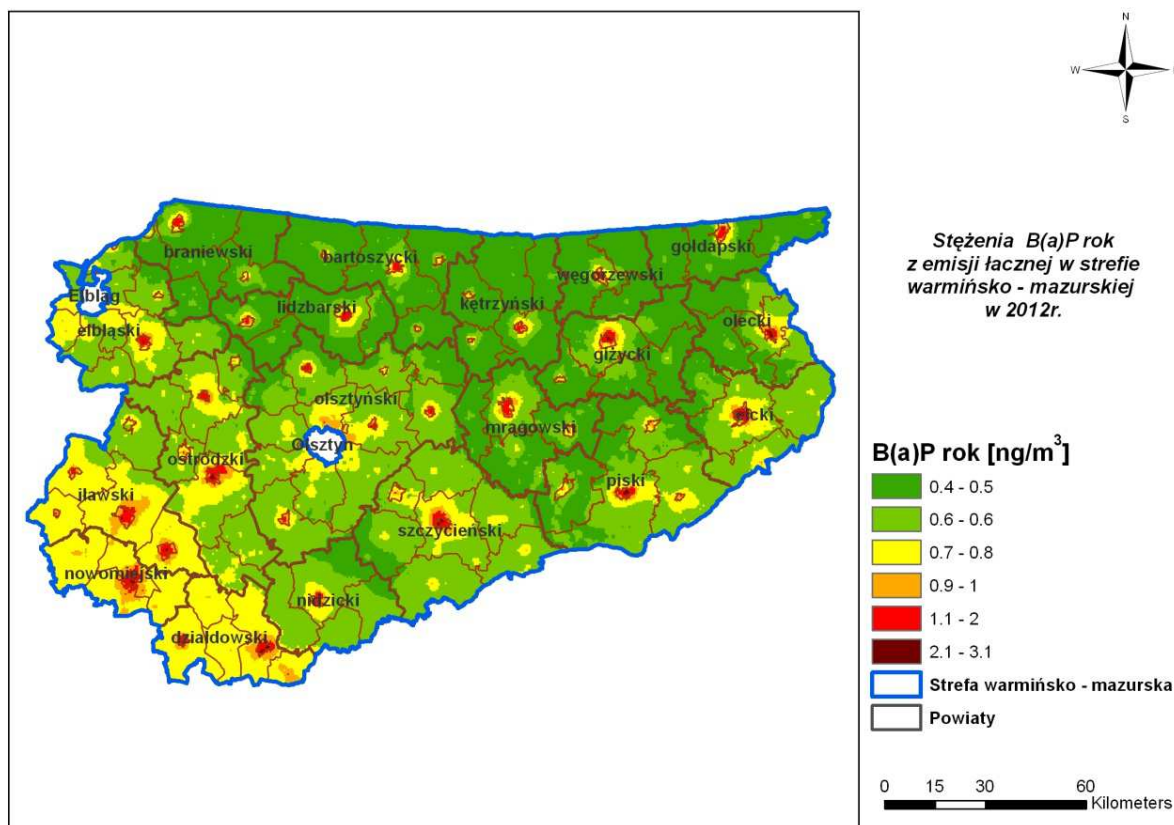 N
W
S
Stężenia B(a)P rok
z emisji łacznej w strefie
warmińsko - mazurskiej
w 2012r.
braniewski
bartoszycki
gołdapski
węgorzewski
Elbląg
elbląski
lidzbarski
kętrzyński
olecki
giżycki
olsztyński
mrągowski
ełcki
Olsztyn
ostródzki
iławski
piski
szczycieński
nowomiejski
nidzicki
działdowski
B(a)P rok [ng/m³]
0.4 - 0.5
0.6 - 0.6
0.7 - 0.8
0.9 - 1
1.1 - 2
2.1 - 3.1
Strefa warmińsko - mazurska
Powiaty
0 15 30 60
Kilometers